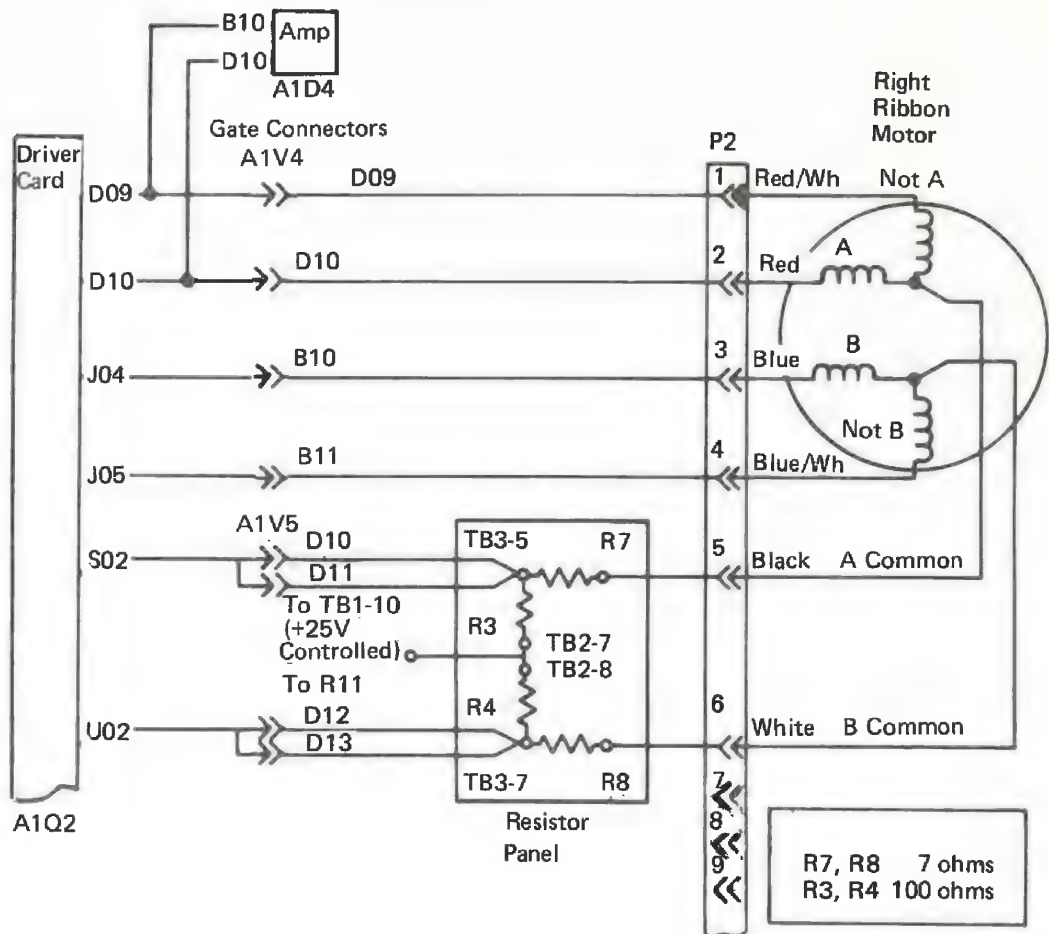 B10
Amp
D10
A1D4
Gate Connectors
A1V4
Right
Ribbon
Motor
P2
Driver
Card
D09
D09
1
Red/Wh
Not A
D10
D10
2
Red
A
J04
B10
3
Blue
B
Not B
J05
B11
4
Blue/Wh
A1V5
S02
D10
D11
TB3-5
R7
5
Black
A Common
To TB1-10
(+25V
Controlled)
To R11
R3
TB2-7
TB2-8
R4
U02
D12
D13
6
White
B Common
TB3-7
R8
7
8
9
A1Q2
Resistor
Panel
R7, R8 7 ohms
R3, R4 100 ohms